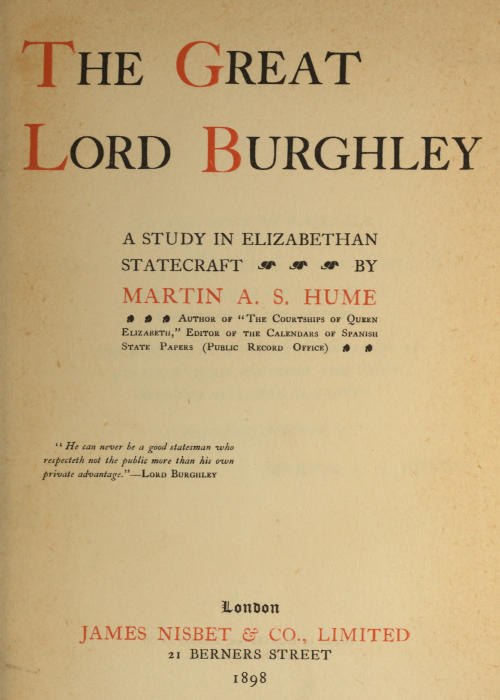 THE GREAT
LORD BURGHLEY
A STUDY IN ELIZABETHAN
STATECRAFT BY
MARTIN A. S. HUME
AUTHOR OF "THE COURTSHIPS OF QUEEN
ELIZABETH," EDITOR OF THE CALENDARS OF SPANISH
STATE PAPERS (PUBLIC RECORD OFFICE)
"He can never be a good statesman who
respecteth not the public more than his own
private advantage."—LORD BURGHLEY
London
JAMES NISBET & CO., LIMITED
21 BERNERS STREET
1898